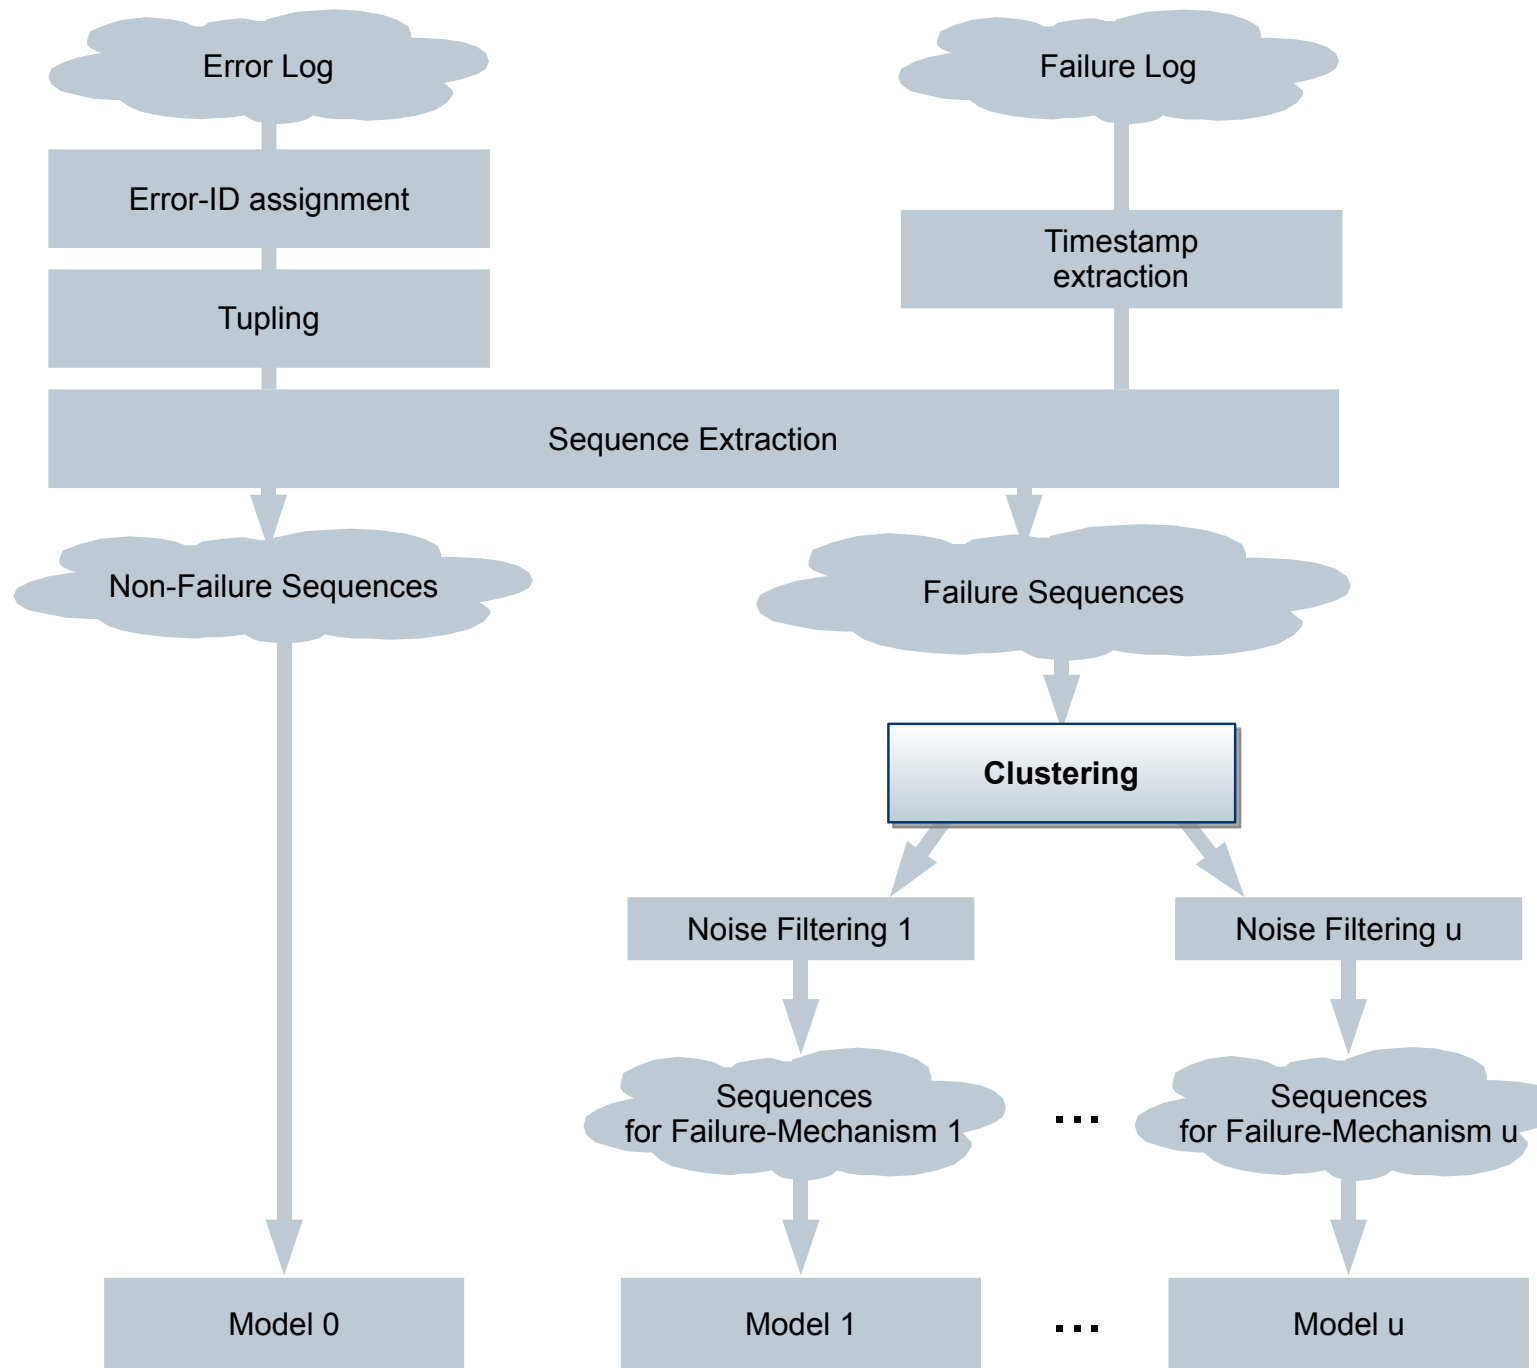 Error Log
Failure Log
Error-ID assignment
Timestamp
extraction
Tupling
Sequence Extraction
Non-Failure Sequences
Failure Sequences
Clustering
Noise Filtering 1
Noise Filtering u
Sequences
for Failure-Mechanism 1
...
Sequences
for Failure-Mechanism u
Model 0
Model 1
...
Model u